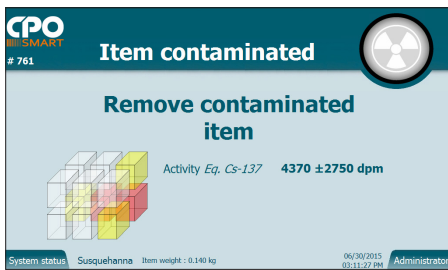 CPO
SMART
# 761
Item contaminated
Remove contaminated
item
Activity Eq. Cs-137 4370 ±2750 dpm
System status Susquehanna Item weight : 0.140 kg 06/30/2015 Administrator
03:11:27 PM